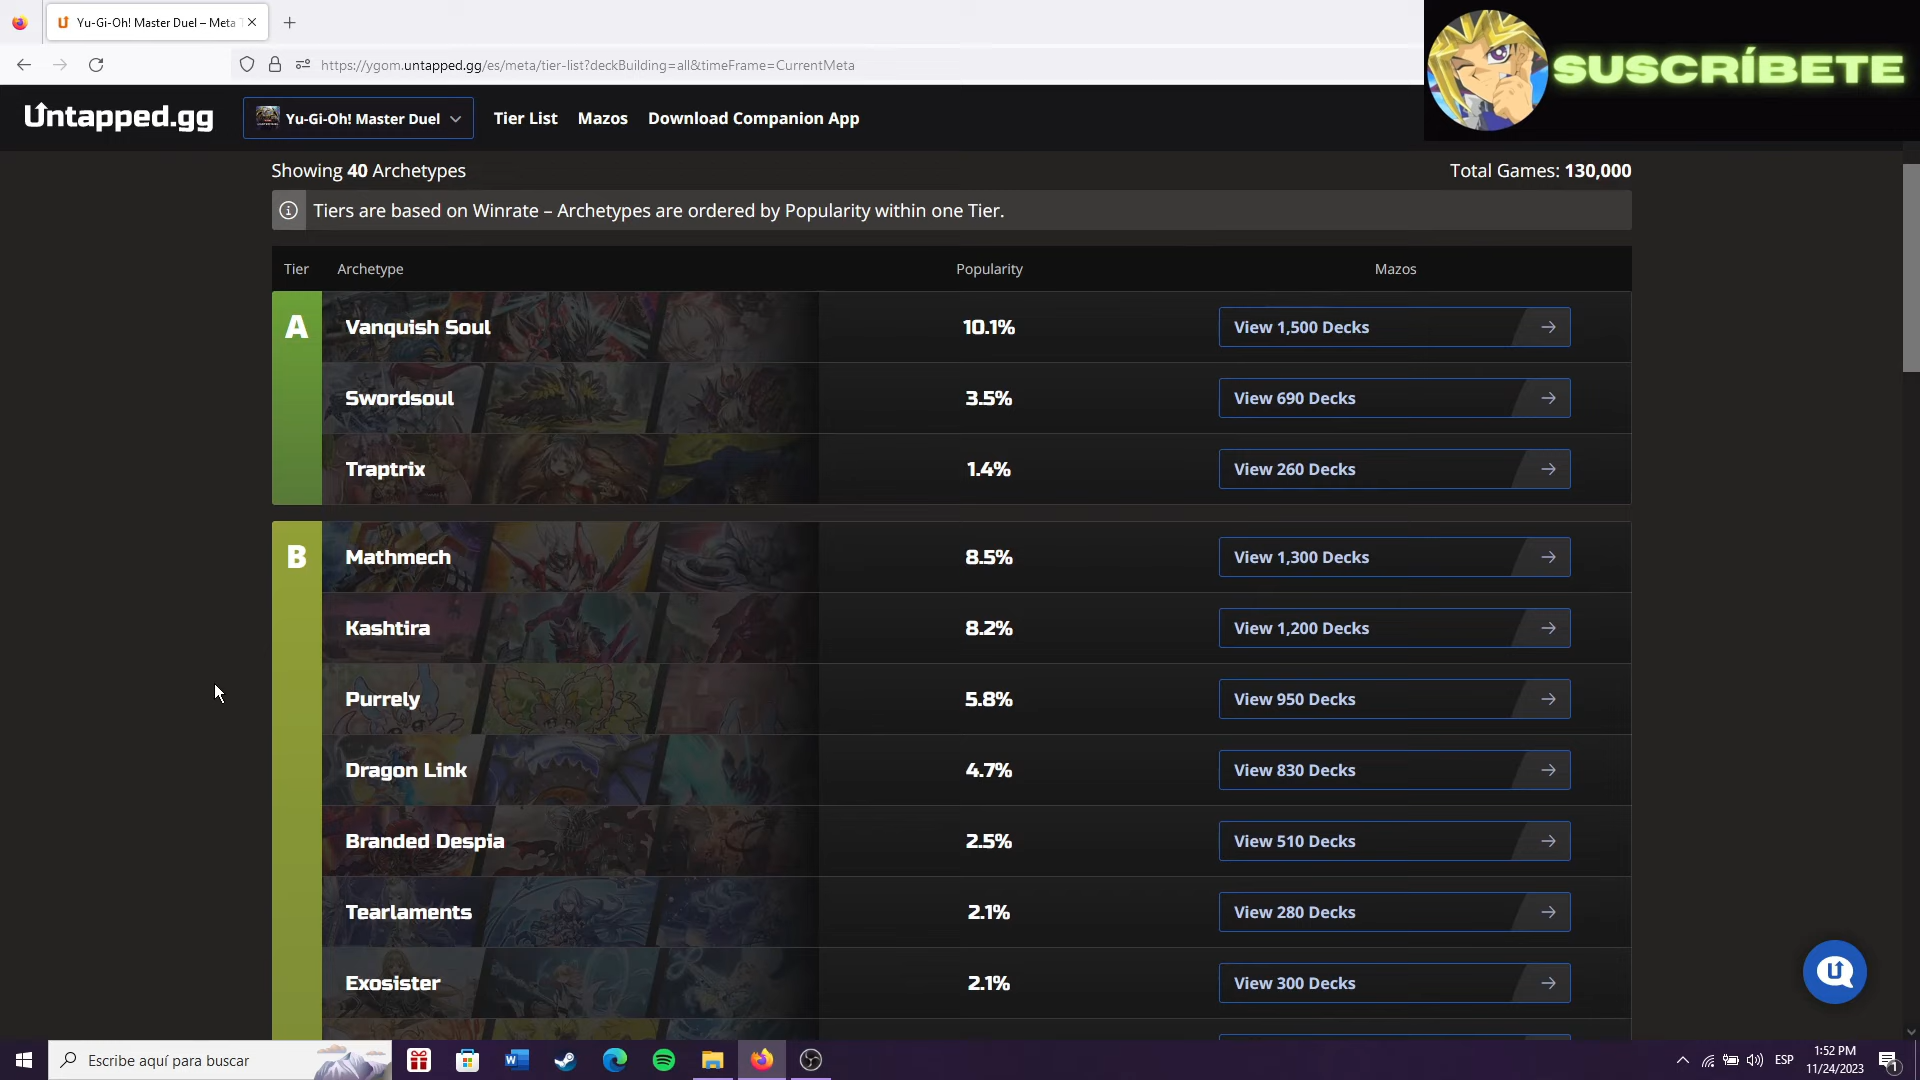 Yu-Gi-Oh! Master Duel – Meta
https://ygom.untapped.gg/es/meta/tier-list?deckBuilding=all&timeFrame=CurrentMeta
SUSCRÍBETE
Untapped.gg
Yu-Gi-Oh! Master Duel
Tier List
Mazos
Download Companion App
Showing 40 Archetypes
Total Games: 130,000
Tiers are based on Winrate – Archetypes are ordered by Popularity within one Tier.
Tier Archetype Popularity Mazos
A
Vanquish Soul 10.1% View 1,500 Decks
Swordsoul 3.5% View 690 Decks
Traptrix 1.4% View 260 Decks
B
Mathmech 8.5% View 1,300 Decks
Kashtira 8.2% View 1,200 Decks
Purrely 5.8% View 950 Decks
Dragon Link 4.7% View 830 Decks
Branded Despia 2.5% View 510 Decks
Tearlaments 2.1% View 280 Decks
Exosister 2.1% View 300 Decks
Escribe aquí para buscar
ESP
1:52 PM
11/24/2023
1